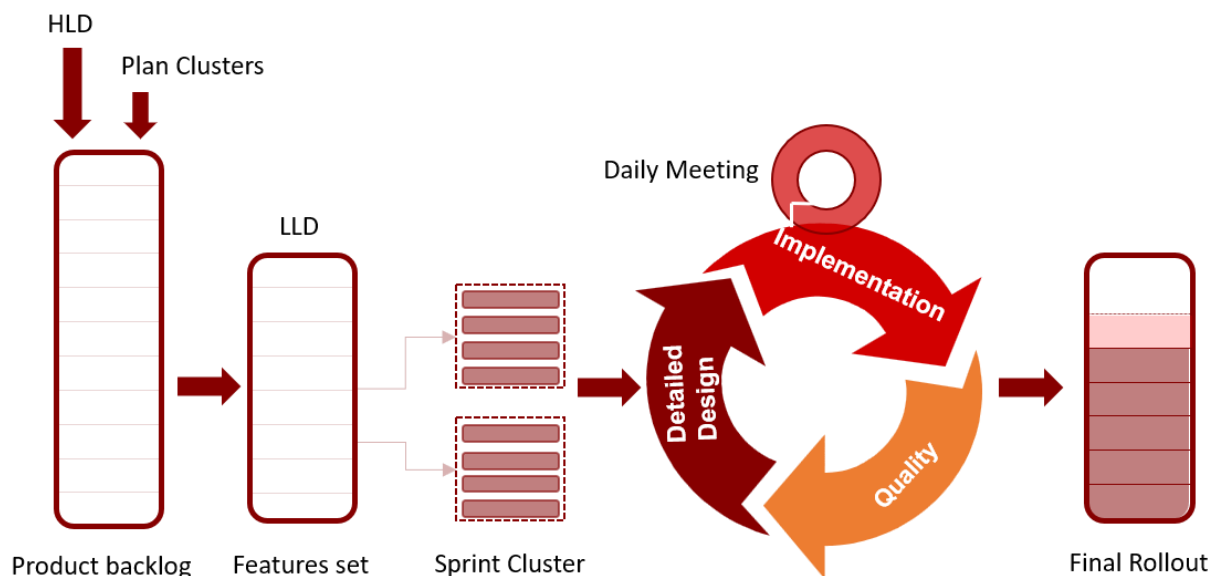 HLD
Plan Clusters
Daily Meeting
LLD
Implementation
Detailed
Design
Quality
Product backlog
Features set
Sprint Cluster
Final Rollout